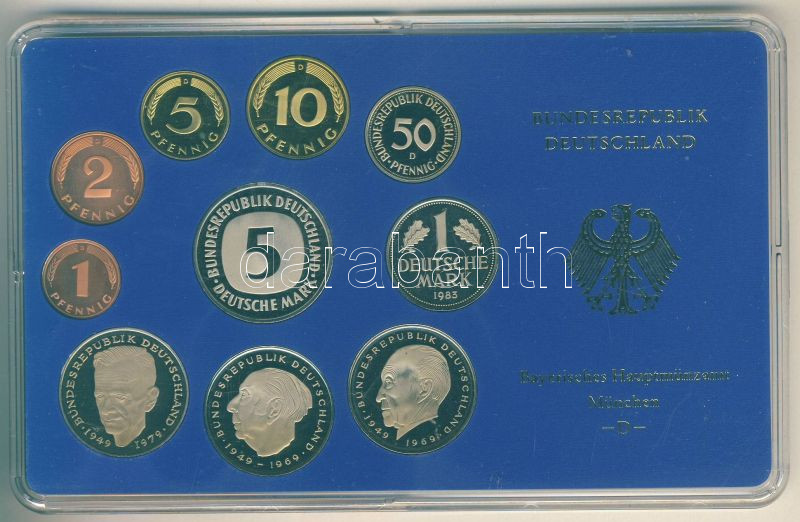 5
D
PFENNIG
10
D
PFENNIG
BUNDESREPUBLIK DEUTSCHLAND
50
D
PFENNIG
2
D
PFENNIG
BUNDESREPUBLIK DEUTSCHLAND
5
DEUTSCHE MARK
1
DEUTSCHE
MARK
1983
1
D
PFENNIG
BUNDESREPUBLIK DEUTSCHLAND
·1949 1979·
BUNDESREPUBLIK DEUTSCHLAND
·1949 – 1969·
BUNDESREPUBLIK DEUTSCHLAND
·1949 1969·
BUNDESREPUBLIK
DEUTSCHLAND
Bayerisches Hauptmünzamt
München
—D—
darabanth